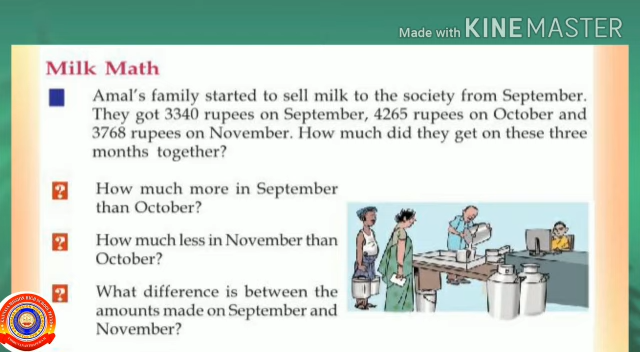 Made with KINEMASTER
Milk Math
Amal's family started to sell milk to the society from September.
They got 3340 rupees on September, 4265 rupees on October and
3768 rupees on November. How much did they get on these three
months together?
? How much more in September
than October?
? How much less in November than
October?
? What difference is between the
amounts made on September and
November?